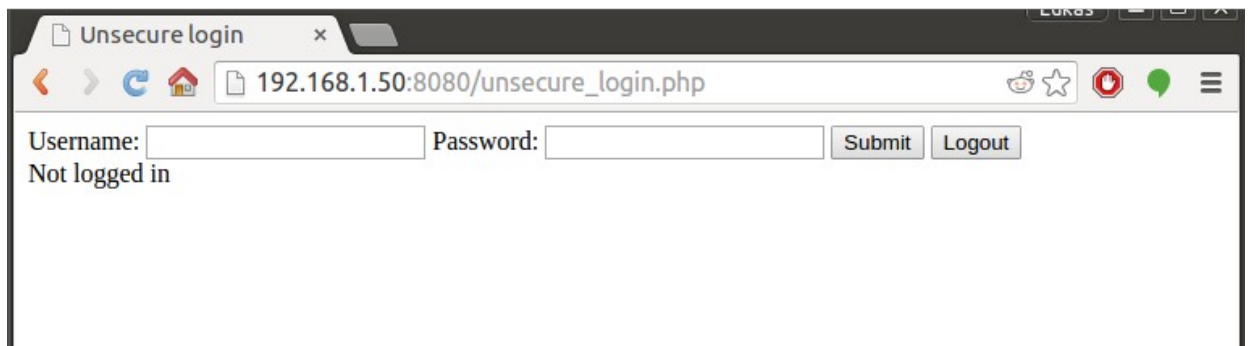 Lukas
Unsecure login
192.168.1.50:8080/unsecure_login.php
Username: Password: Submit Logout
Not logged in